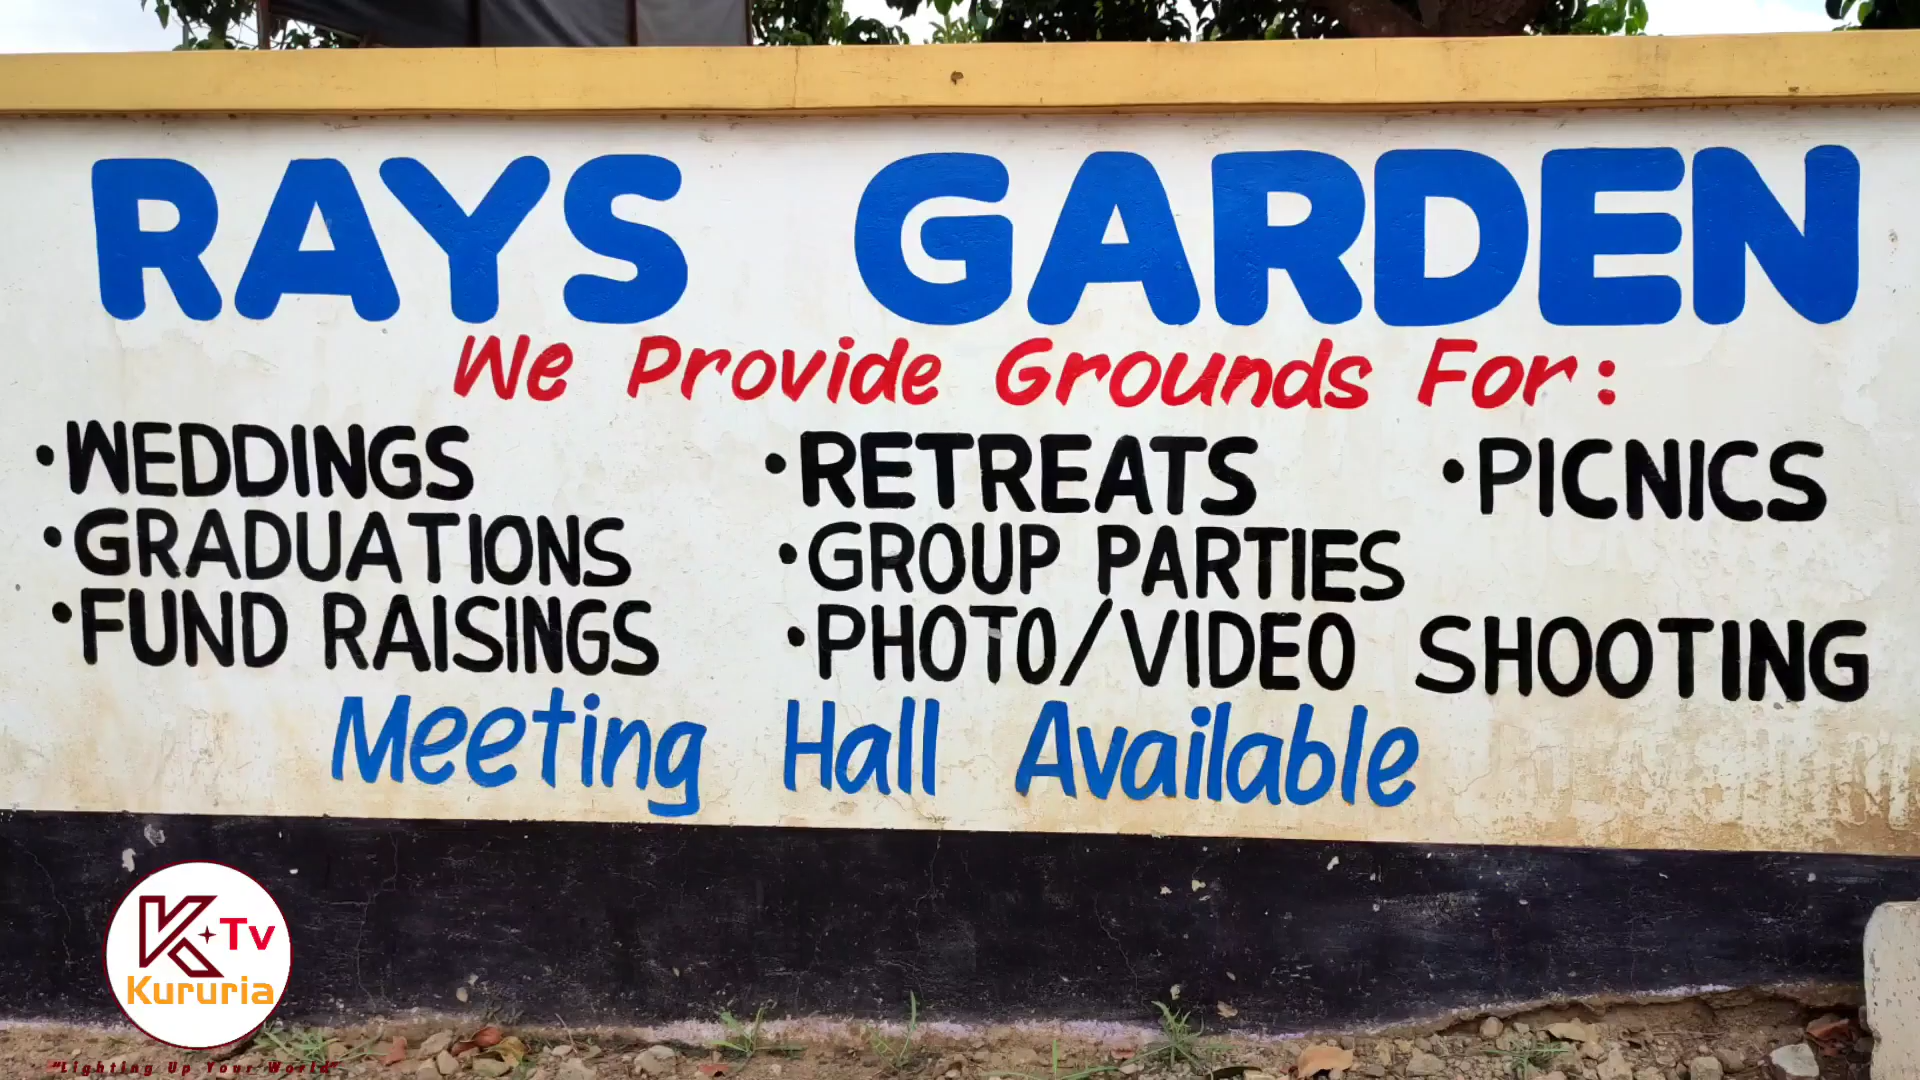 RAYS GARDEN
We Provide Grounds For:
•WEDDINGS •RETREATS •PICNICS
•GRADUATIONS •GROUP PARTIES
•FUND RAISINGS •PHOTO/VIDEO SHOOTING
Meeting Hall Available
K Tv
Kururia
"Lighting Up Your World"